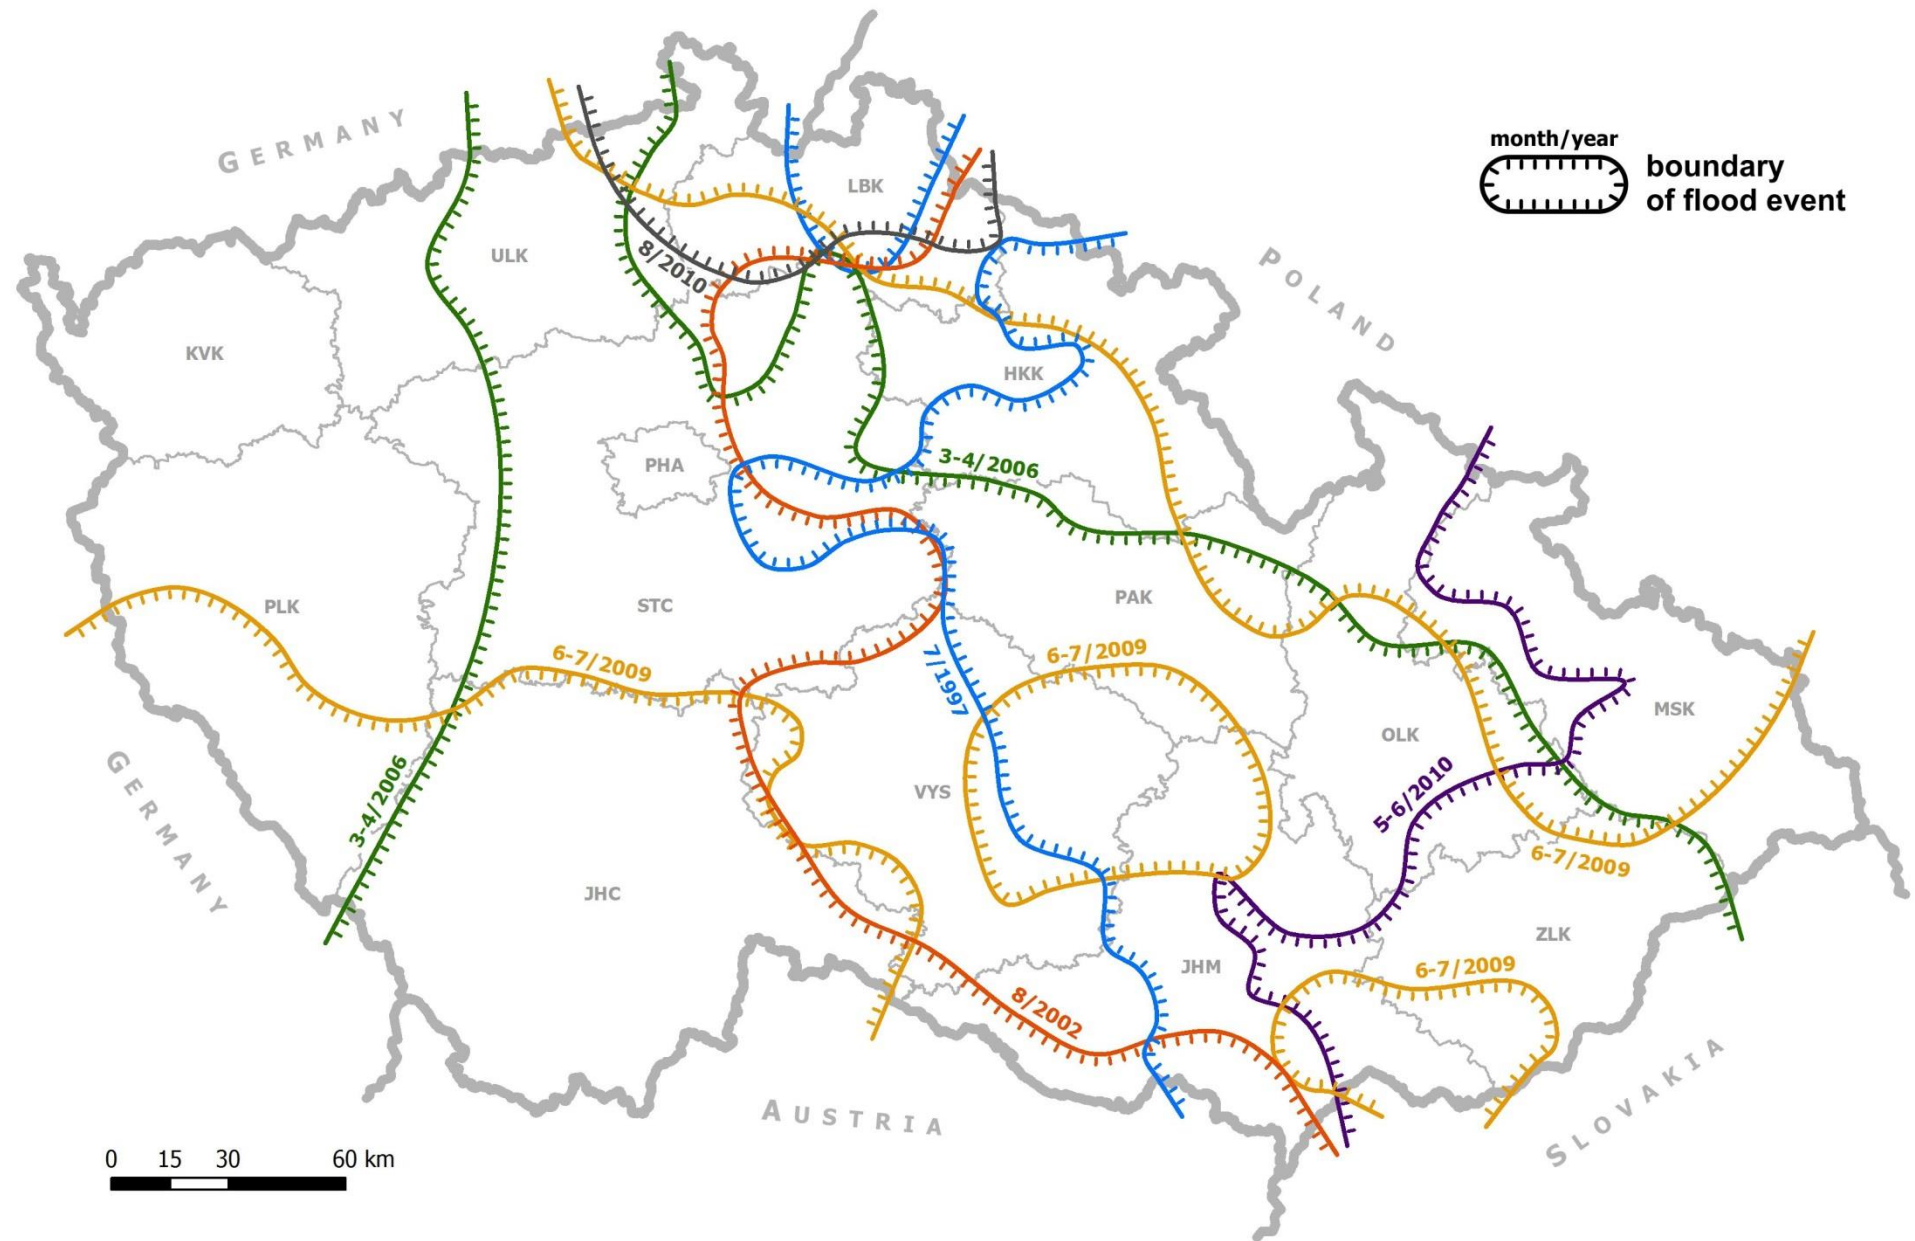 GERMANY
month/year
boundary
of flood event
LBK
ULK
8/2010
POLAND
KVK
HKK
PHA
3-4/2006
PLK
STC
PAK
6-7/2009
6-7/2009
7/1997
MSK
OLK
GERMANY
3-4/2006
VYS
5-6/2010
6-7/2009
JHC
ZLK
JHM
6-7/2009
8/2002
SLOVAKIA
AUSTRIA
0 15 30 60 km